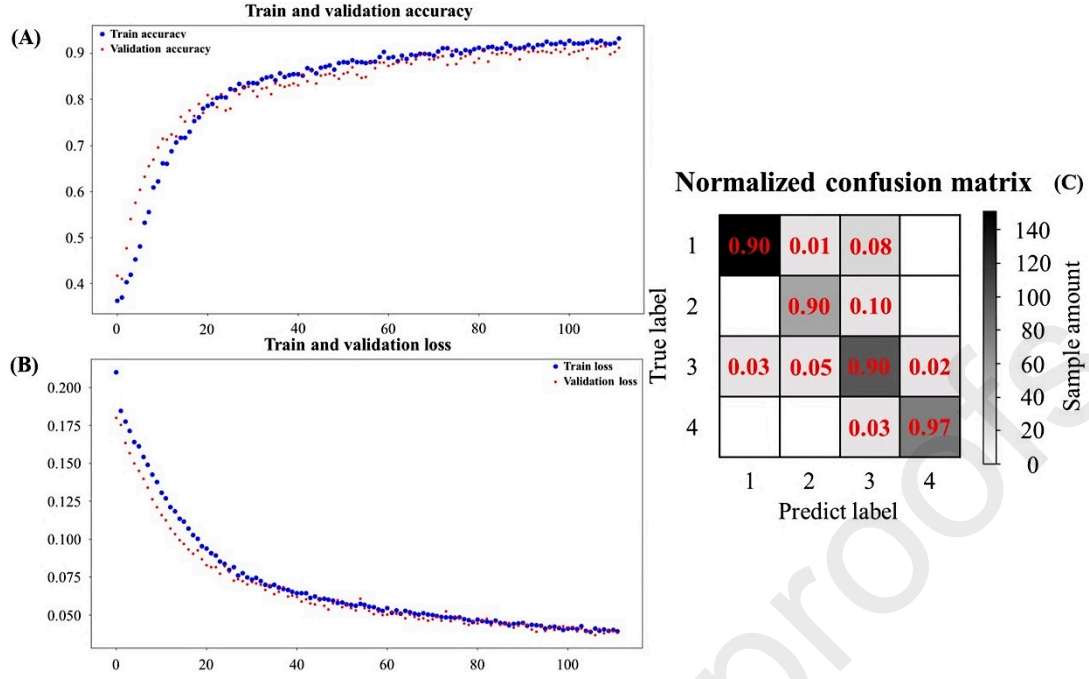 Train and validation accuracy
(A)
Train accuracy
Validation accuracy
0.9
0.8
0.7
0.6
0.5
0.4
0 20 40 60 80 100
Train and validation loss
(B)
Train loss
Validation loss
0.200
0.175
0.150
0.125
0.100
0.075
0.050
0 20 40 60 80 100
Normalized confusion matrix (C)
True label
1 0.90 0.01 0.08
2 0.90 0.10
3 0.03 0.05 0.90 0.02
4 0.03 0.97
1 2 3 4
Predict label
140
120
100
80
60
40
20
0
Sample amount
proofs